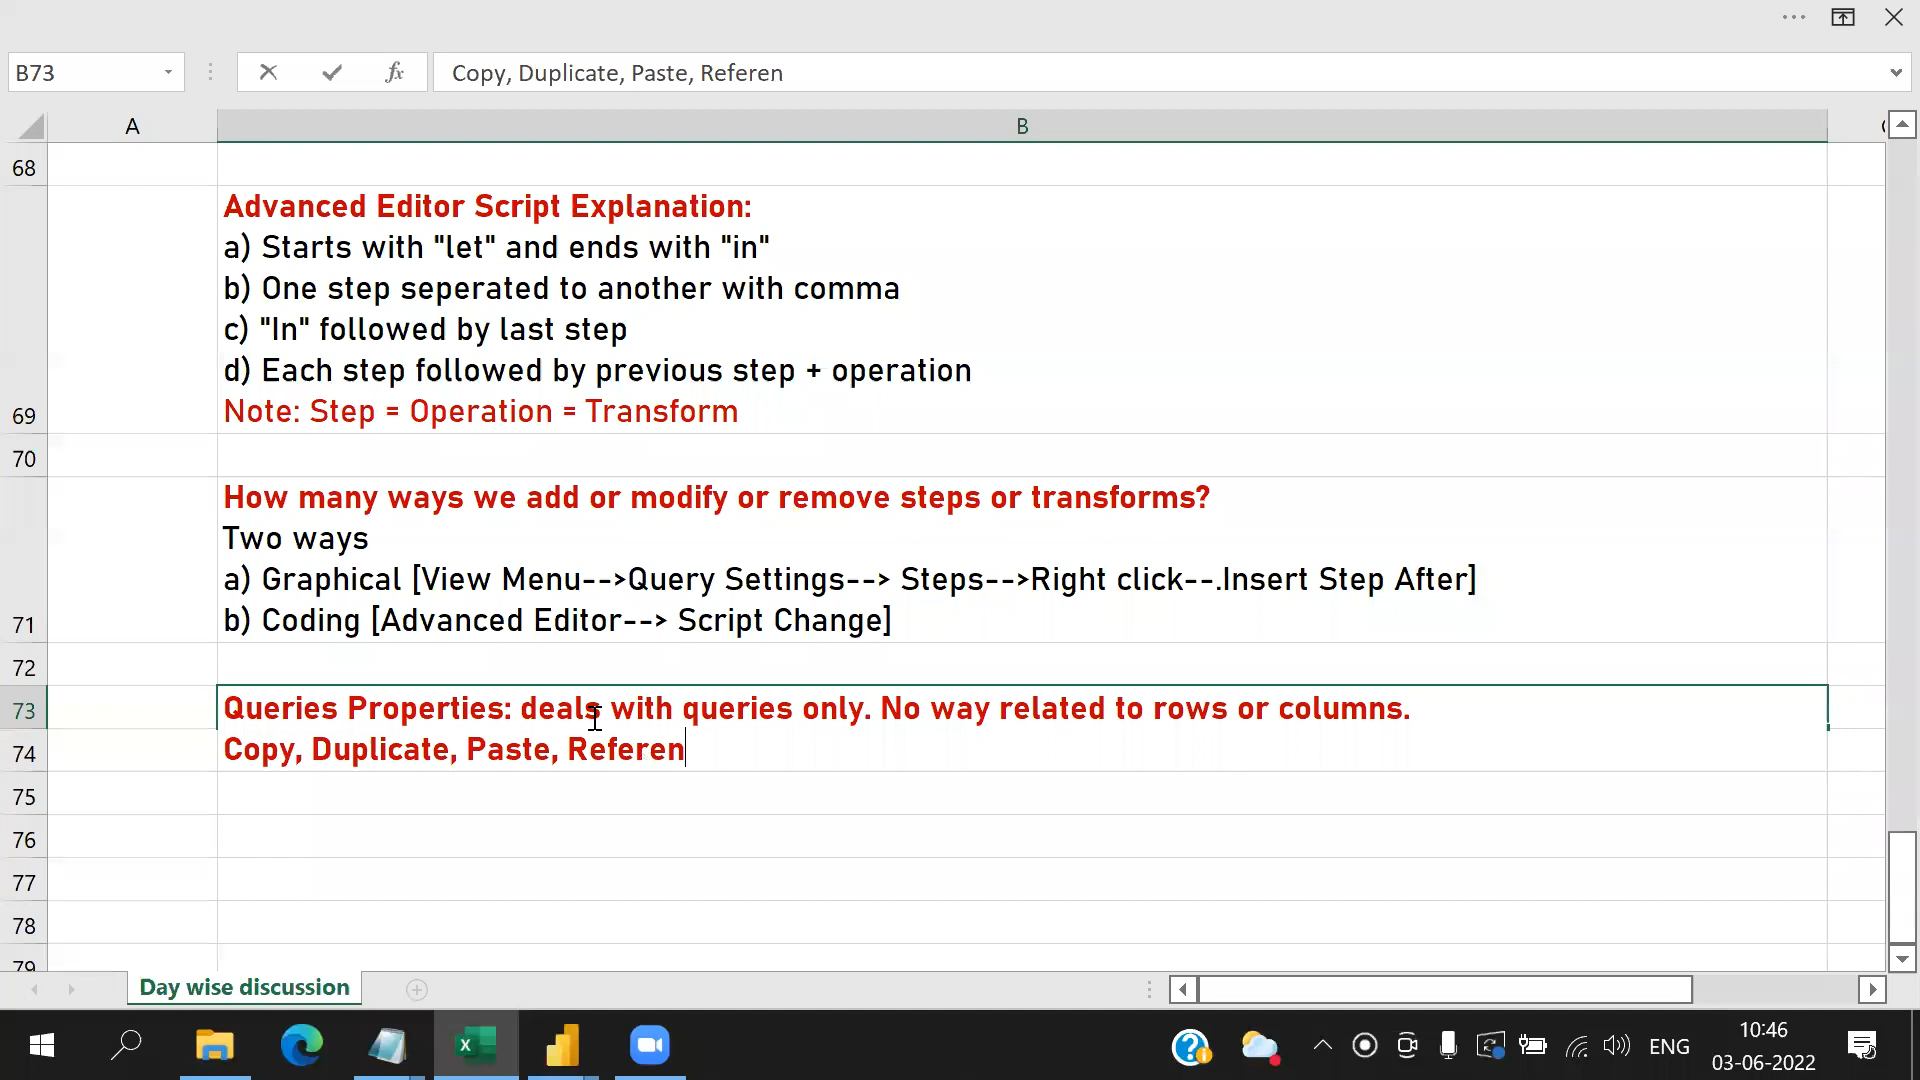 B73
fx
Copy, Duplicate, Paste, Referen
A
B
68
Advanced Editor Script Explanation:
a) Starts with "let" and ends with "in"
b) One step seperated to another with comma
c) "In" followed by last step
d) Each step followed by previous step + operation
69
Note: Step = Operation = Transform
70
How many ways we add or modify or remove steps or transforms?
Two ways
a) Graphical [View Menu-->Query Settings--> Steps-->Right click--.Insert Step After]
71
b) Coding [Advanced Editor--> Script Change]
72
73
Queries Properties: deals with queries only. No way related to rows or columns.
74
Copy, Duplicate, Paste, Referen
75
76
77
78
79
Day wise discussion
ENG
10:46
03-06-2022